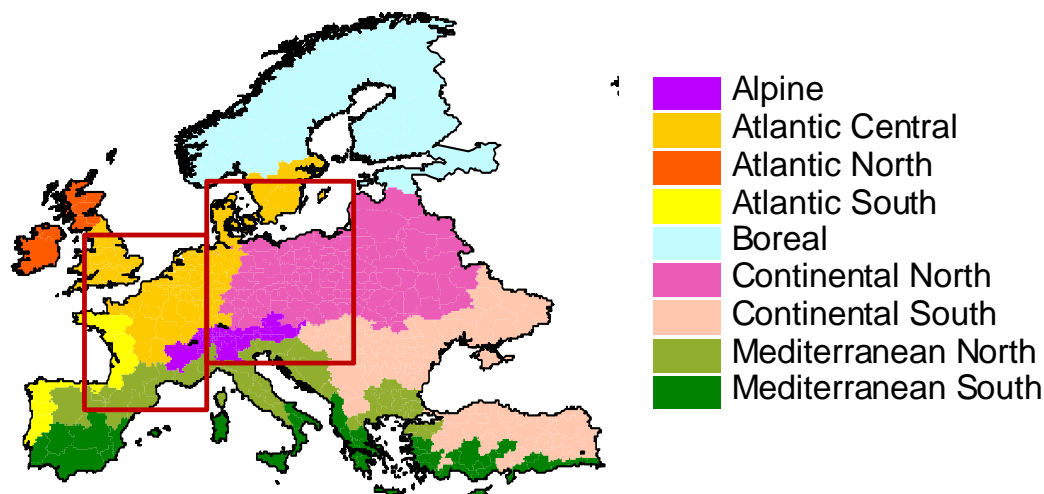 Alpine
Atlantic Central
Atlantic North
Atlantic South
Boreal
Continental North
Continental South
Mediterranean North
Mediterranean South